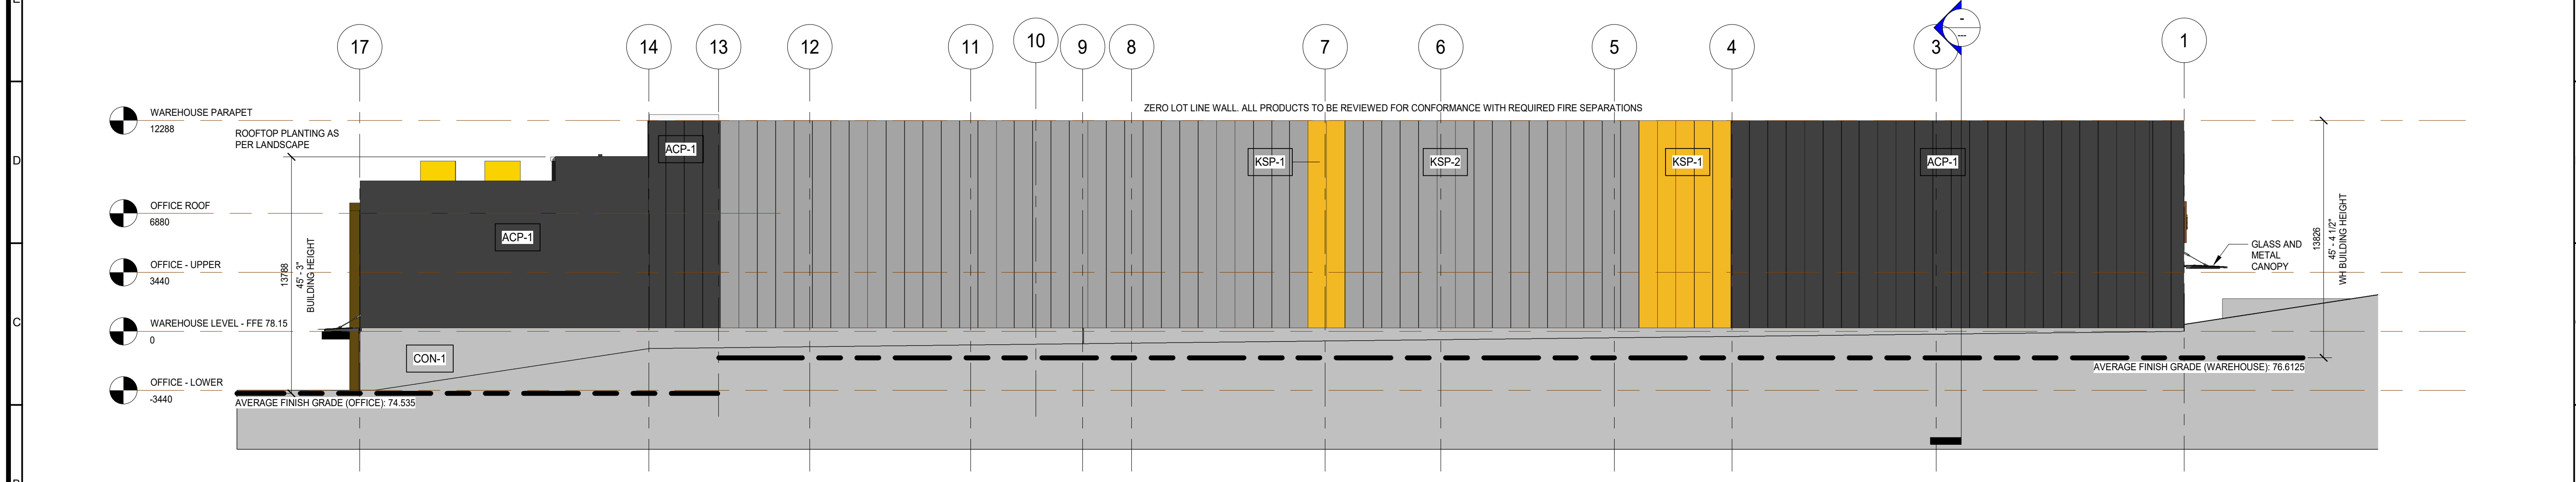 E
17
14
13
12
11
10
9
8
7
6
5
4
3
-
---
1
WAREHOUSE PARAPET
12288
ZERO LOT LINE WALL. ALL PRODUCTS TO BE REVIEWED FOR CONFORMANCE WITH REQUIRED FIRE SEPARATIONS
ROOFTOP PLANTING AS
PER LANDSCAPE
D
ACP-1
KSP-1
KSP-2
KSP-1
ACP-1
OFFICE ROOF
6880
ACP-1
13788
45' - 3"
BUILDING HEIGHT
13826
45' - 4 1/2"
WH BUILDING HEIGHT
GLASS AND
METAL
CANOPY
OFFICE - UPPER
3440
C
WAREHOUSE LEVEL - FFE 78.15
0
CON-1
AVERAGE FINISH GRADE (WAREHOUSE): 76.6125
OFFICE - LOWER
-3440
AVERAGE FINISH GRADE (OFFICE): 74.535